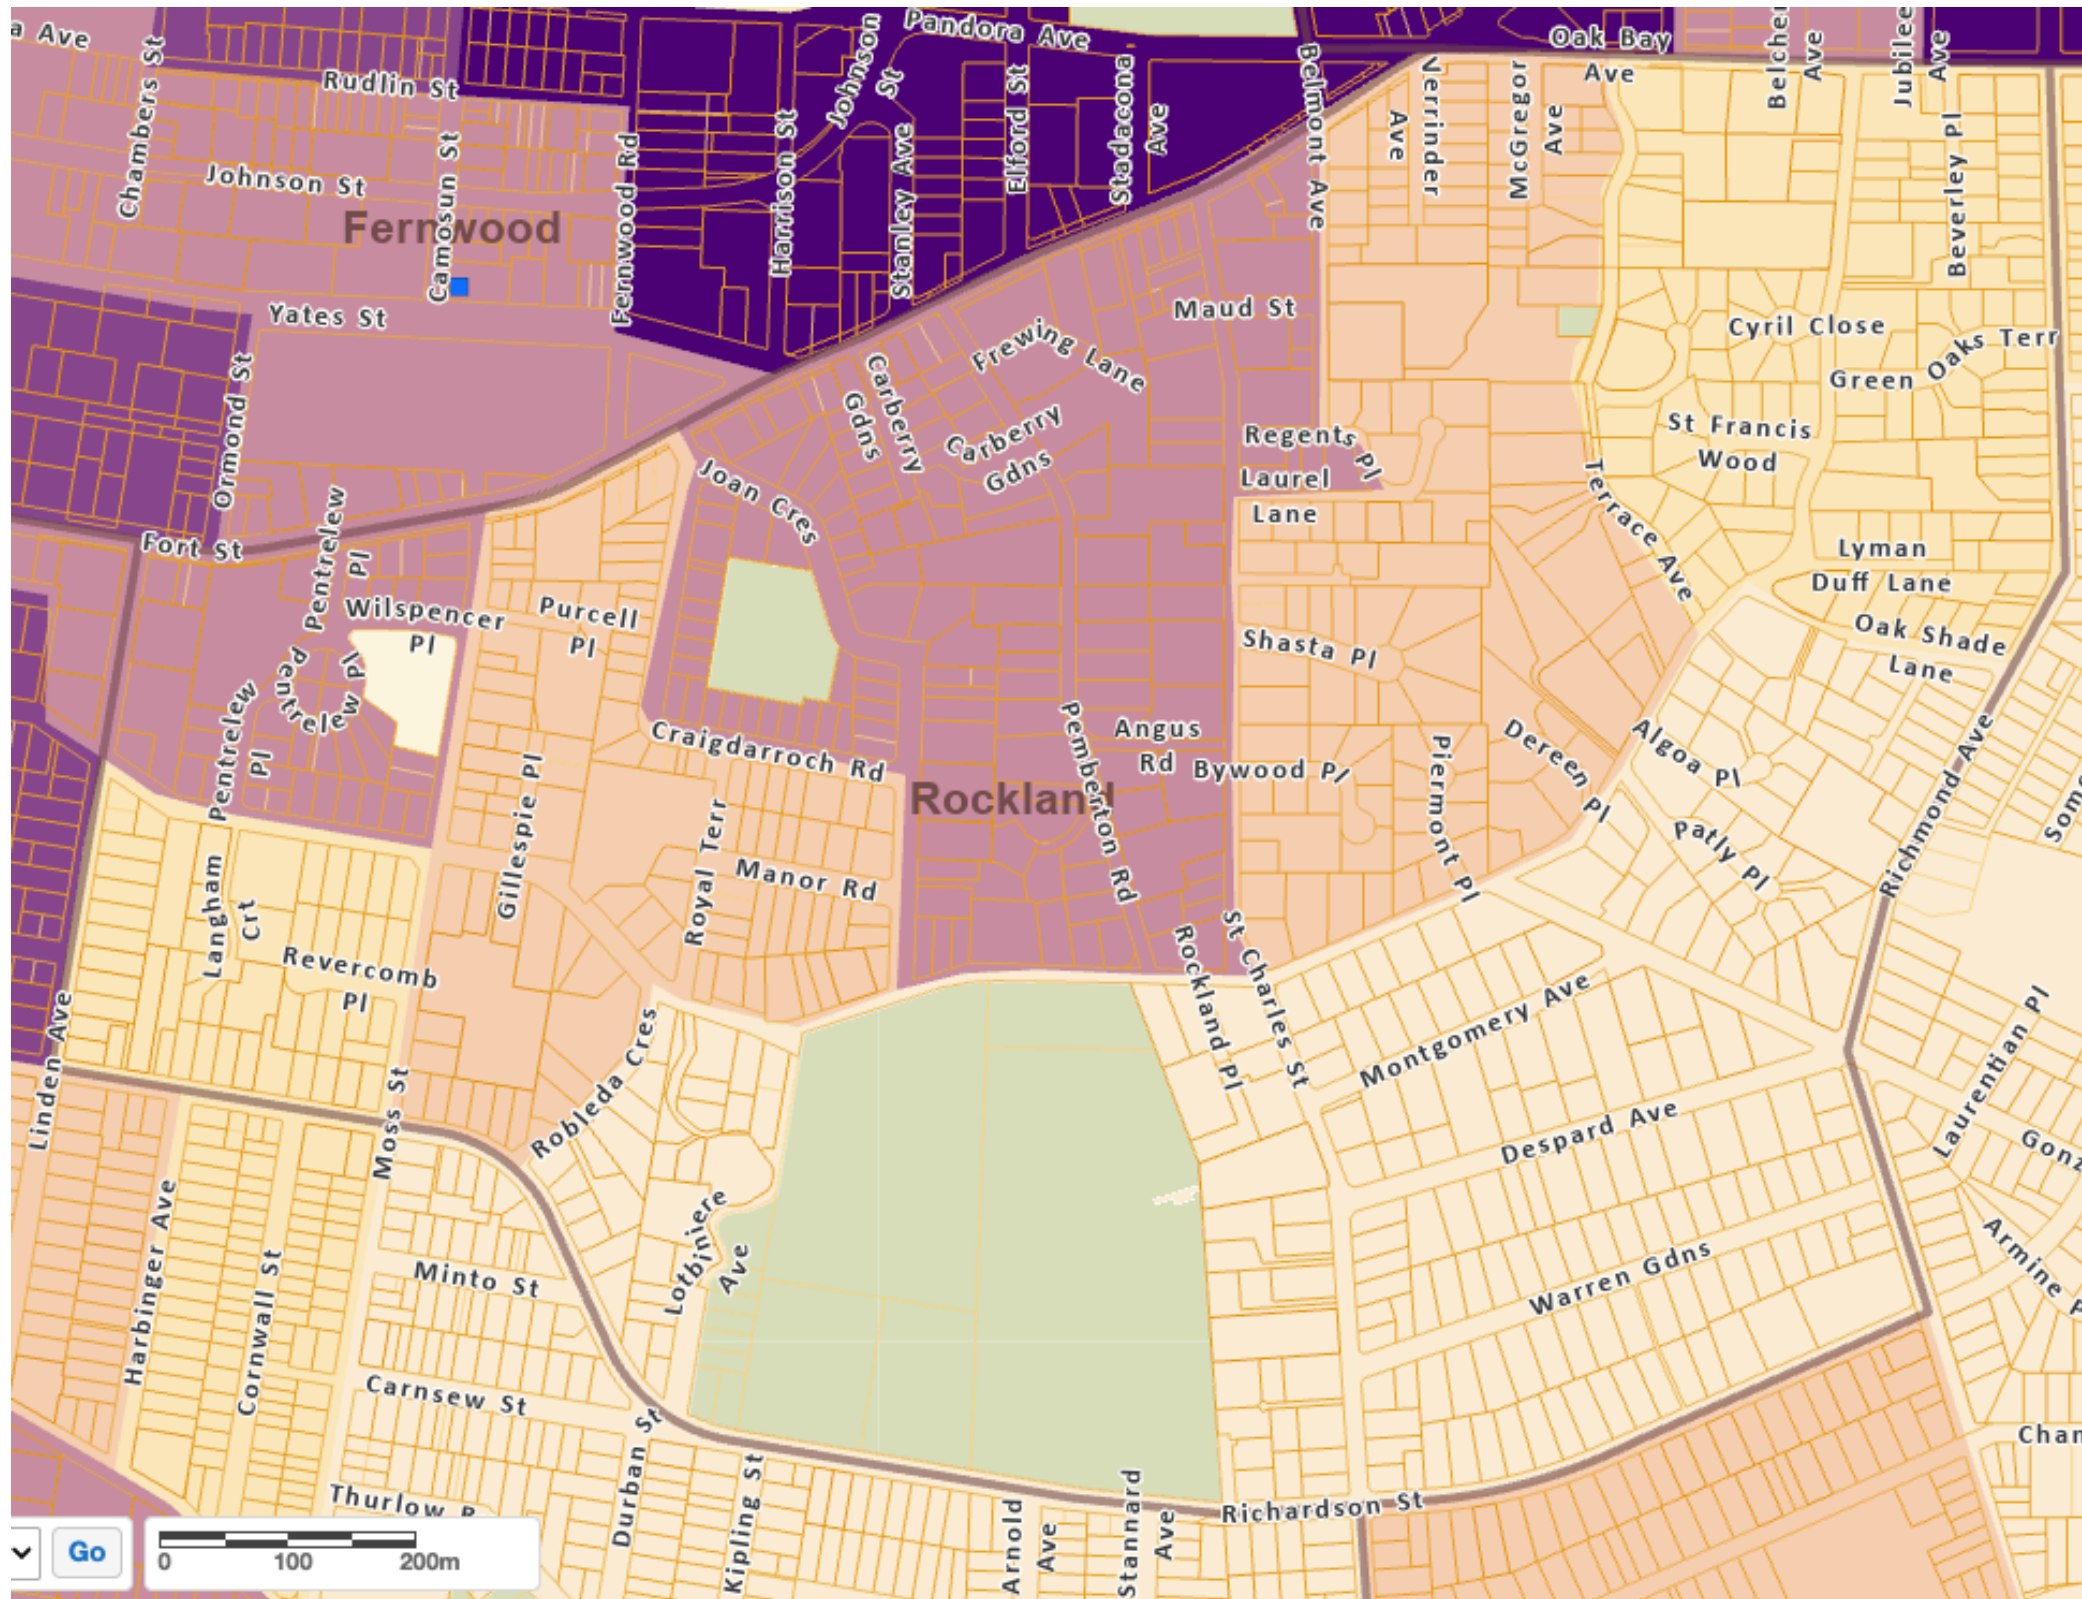 a Ave
Chambers St
Rudlin St
Camosun St
Johnson St
Fernwood
Fernwood Rd
Yates St
Ormond St
Fort St
Harrison St
Johnson
St
Stanley Ave
Pandora Ave
Elford St
Stadacona
Ave
Belmont Ave
Verrinder
Ave
McGregor
Ave
Oak Bay
Ave
Belcher
Ave
Jubilee
Ave
Beverley Pl
Maud St
Frewing Lane
Carberry
Gdns
Carberry
Gdns
Joan Cres
Regents Pl
Laurel
Lane
Cyril Close
Green Oaks Terr
St Francis
Wood
Terrace Ave
Lyman
Duff Lane
Oak Shade
Lane
Pentrelew
Pl
Wilspencer
Pl
Pentrelew Pl
Pentrelew
Pl
Purcell
Pl
Shasta Pl
Craigdarroch Rd
Angus
Rd
Bywood Pl
Pemberton Rd
Rockland
Piermont Pl
Dereen Pl
Algoa Pl
Patly Pl
Richmond Ave
Gillespie Pl
Royal Terr
Manor Rd
Langham
Crt
Revercomb
Pl
Linden Ave
Moss St
Robleda Cres
Rockland Pl
St Charles St
Montgomery Ave
Despard Ave
Laurentian Pl
Armine P
Warren Gdns
Lotbiniere
Ave
Minto St
Harbinger Ave
Cornwall St
Carnsew St
Durban St
Thurlow R
Kipling St
Arnold
Ave
Stannard
Ave
Richardson St
Go
0 100 200m